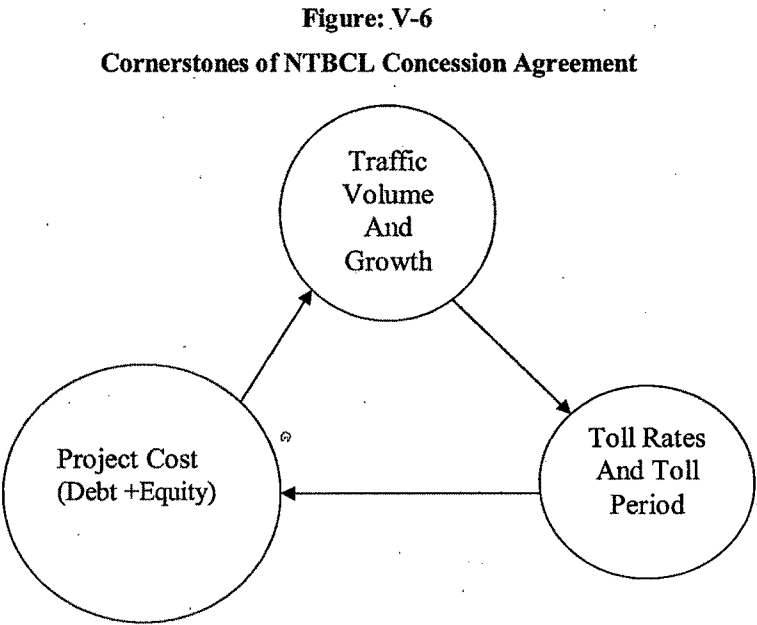 Figure: V-6
Cornerstones of NTBCL Concession Agreement
Traffic
Volume
And
Growth
Project Cost
(Debt +Equity)
Toll Rates
And Toll
Period